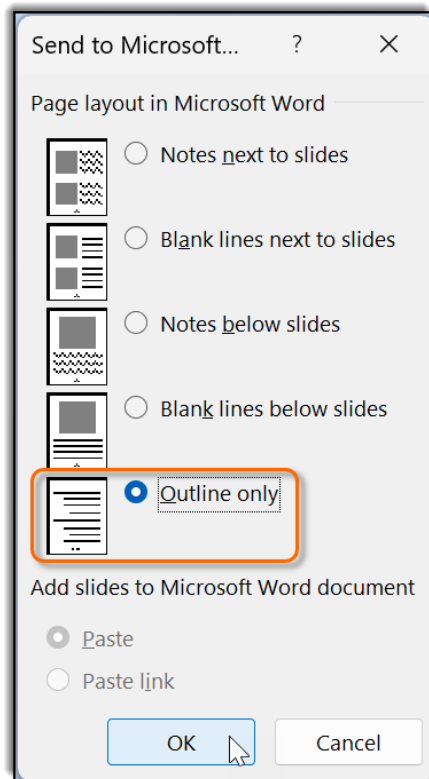 Send to Microsoft... ? X
Page layout in Microsoft Word
Notes next to slides
Blank lines next to slides
Notes below slides
Blank lines below slides
Outline only
Add slides to Microsoft Word document
Paste
Paste link
OK Cancel